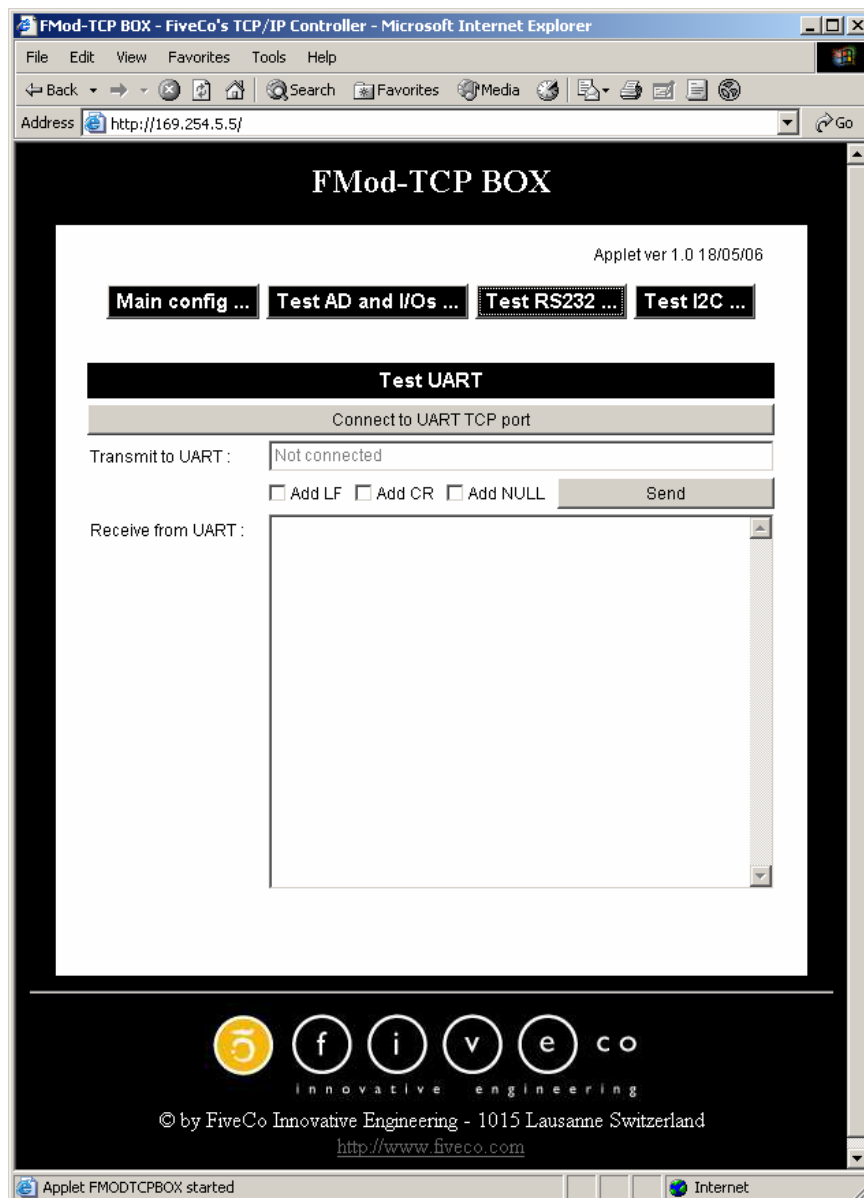 FMod-TCP BOX - FiveCo's TCP/IP Controller - Microsoft Internet Explorer
File Edit View Favorites Tools Help
Back Search Favorites Media
Address http://169.254.5.5/ Go
FMod-TCP BOX
Applet ver 1.0 18/05/06
Main config ... Test AD and I/Os ... Test RS232 ... Test I2C ...
Test UART
Connect to UART TCP port
Transmit to UART : Not connected
Add LF Add CR Add NULL Send
Receive from UART :
5 f i v e c o
innovative engineering
© by FiveCo Innovative Engineering - 1015 Lausanne Switzerland
http://www.fiveco.com
Applet FMODTCPBOX started Internet